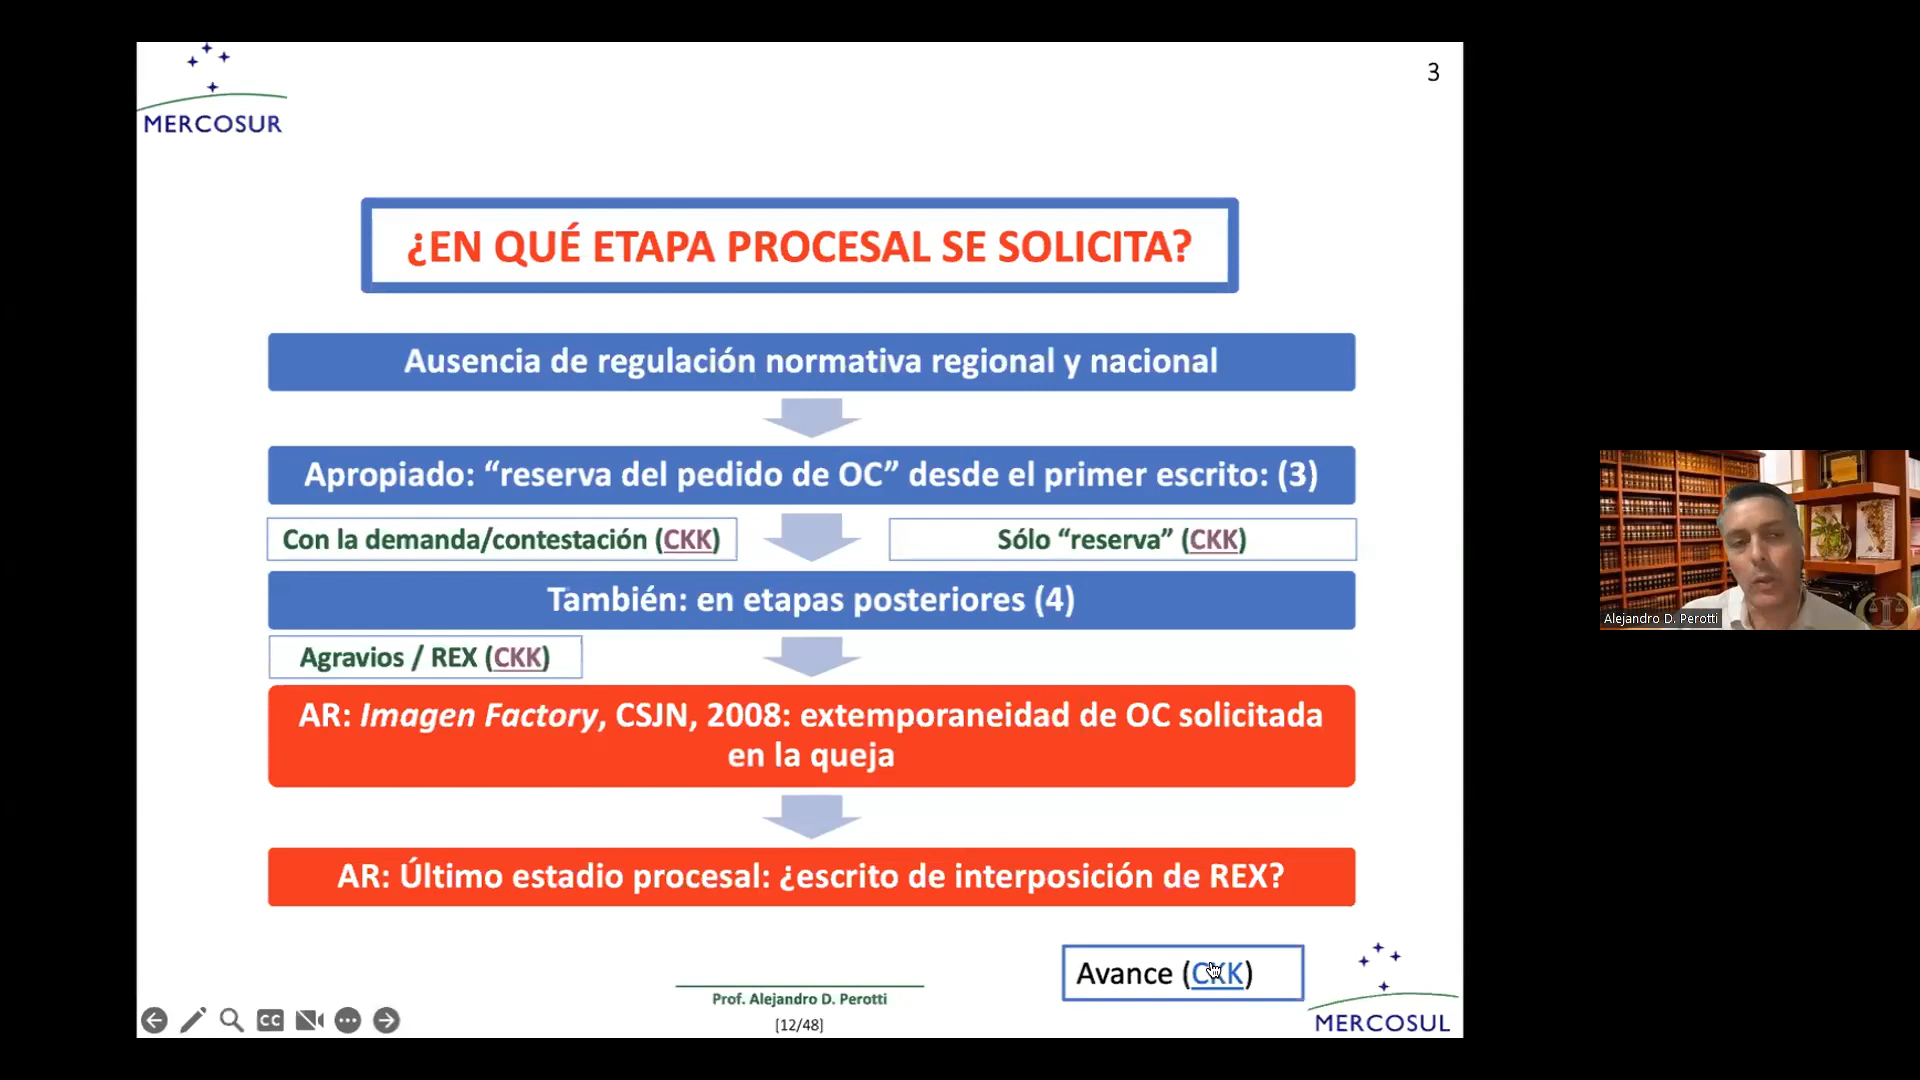 MERCOSUR
3
¿EN QUÉ ETAPA PROCESAL SE SOLICITA?
Ausencia de regulación normativa regional y nacional
Apropiado: “reserva del pedido de OC” desde el primer escrito: (3)
Con la demanda/contestación (CKK)
Sólo “reserva” (CKK)
También: en etapas posteriores (4)
Agravios / REX (CKK)
AR: Imagen Factory, CSJN, 2008: extemporaneidad de OC solicitada
en la queja
AR: Último estadio procesal: ¿escrito de interposición de REX?
Avance (CKK)
Prof. Alejandro D. Perotti
[12/48]
MERCOSUL
CC
Alejandro D. Perotti